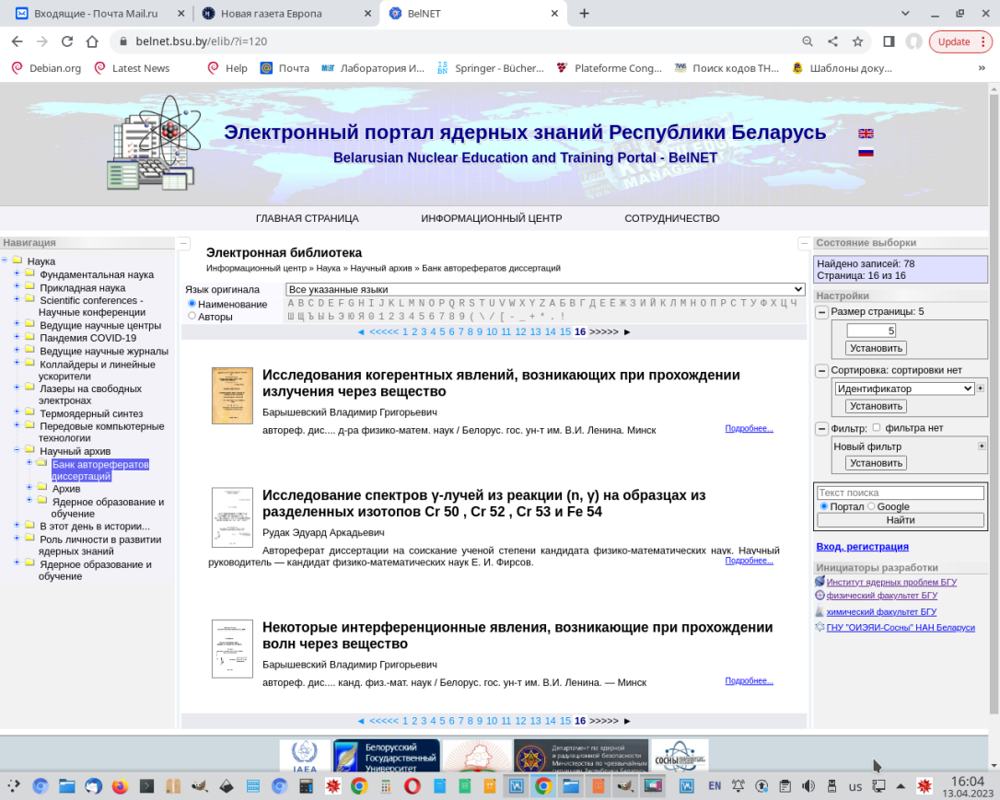 Входящие - Почта Mail.ru
Новая газета Европа
BelNET
belnet.bsu.by/elib/?i=120
Update
Debian.org
Latest News
Help
Почта
Лаборатория И...
Springer - Bücher...
Plateforme Cong...
Поиск кодов ТН...
Шаблоны доку...
»
Электронный портал ядерных знаний Республики Беларусь
Belarusian Nuclear Education and Training Portal - BelNET
ГЛАВНАЯ СТРАНИЦА
ИНФОРМАЦИОННЫЙ ЦЕНТР
СОТРУДНИЧЕСТВО
Навигация
Наука
Фундаментальная наука
Прикладная наука
Scientific conferences -
Научные конференции
Ведущие научные центры
Пандемия COVID-19
Ведущие научные журналы
Коллайдеры и линейные
ускорители
Лазеры на свободных
электронах
Термоядерный синтез
Передовые компьютерные
технологии
Научный архив
Банк авторефератов
диссертаций
Архив
Ядерное образование и
обучение
В этот день в истории...
Роль личности в развитии
ядерных знаний
Ядерное образование и
обучение
Электронная библиотека
Информационный центр » Наука » Научный архив » Банк авторефератов диссертаций
Язык оригинала
Все указанные языки
Наименование
Авторы
A B C D E F G H I J K L M N O P Q R S T U V W X Y Z А Б В Г Д Е Ё Ж З И Й К Л М Н О П Р С Т У Ф Х Ц Ч
Ш Щ Ъ Ы Ь Э Ю Я 0 1 2 3 4 5 6 7 8 9 ( \ / [ - _ + * . !
◄ <<<<< 1 2 3 4 5 6 7 8 9 10 11 12 13 14 15 16 >>>>> ►
Исследования когерентных явлений, возникающих при прохождении
излучения через вещество
Барышевский Владимир Григорьевич
автореф. дис.... д-ра физико-матем. наук / Белорус. гос. ун-т им. В.И. Ленина. Минск
Подробнее...
Исследование спектров γ-лучей из реакции (n, γ) на образцах из
разделенных изотопов Cr 50 , Cr 52 , Cr 53 и Fe 54
Рудак Эдуард Аркадьевич
Автореферат диссертации на соискание ученой степени кандидата физико-математических наук. Научный
руководитель — кандидат физико-математических наук Е. И. Фирсов.
Подробнее...
Некоторые интерференционные явления, возникающие при прохождении
волн через вещество
Барышевский Владимир Григорьевич
автореф. дис.... канд. физ.-мат. наук / Белорус. гос. ун-т им. В.И. Ленина. — Минск
Подробнее...
◄ <<<<< 1 2 3 4 5 6 7 8 9 10 11 12 13 14 15 16 >>>>> ►
Состояние выборки
Найдено записей: 78
Страница: 16 из 16
Настройки
Размер страницы: 5
5
Установить
Сортировка: сортировки нет
Идентификатор
Установить
Фильтр: фильтра нет
Новый фильтр
Установить
Текст поиска
Портал Google
Найти
Вход, регистрация
Инициаторы разработки
Институт ядерных проблем БГУ
физический факультет БГУ
химический факультет БГУ
ГНУ "ОИЭЯИ-Сосны" НАН Беларуси
IAEA
Белорусский
Государственный
Университет
Департамент по ядерной
и радиационной безопасности
Министерства по чрезвычайным
СОСНЫ
EN
us
16:04
13.04.2023